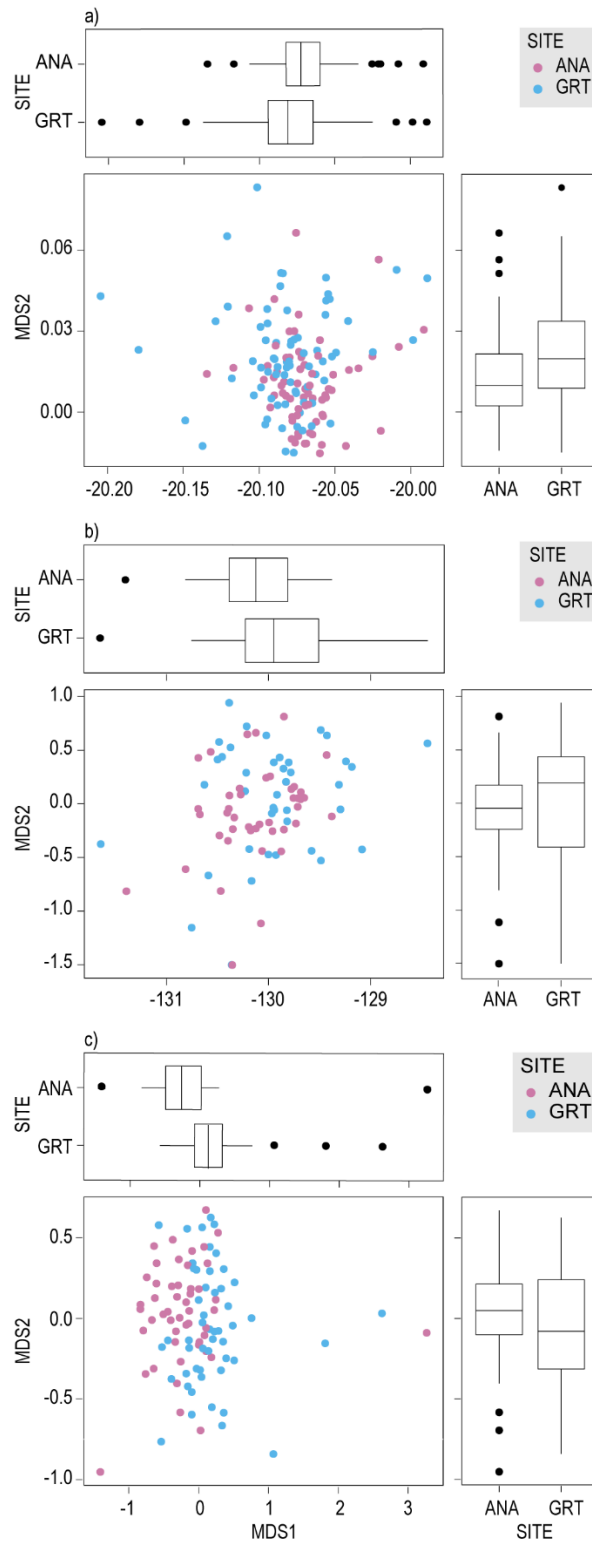 a)
SITE
ANA
GRT
SITE
ANA
GRT
MDS2
0.06
0.03
0.00
-20.20 -20.15 -20.10 -20.05 -20.00
ANA GRT
b)
SITE
ANA
GRT
SITE
ANA
GRT
MDS2
1.0
0.5
0.0
-0.5
-1.0
-1.5
-131 -130 -129
ANA GRT
c)
SITE
ANA
GRT
SITE
ANA
GRT
MDS2
0.5
0.0
-0.5
-1.0
-1 0 1 2 3
MDS1
ANA GRT
SITE